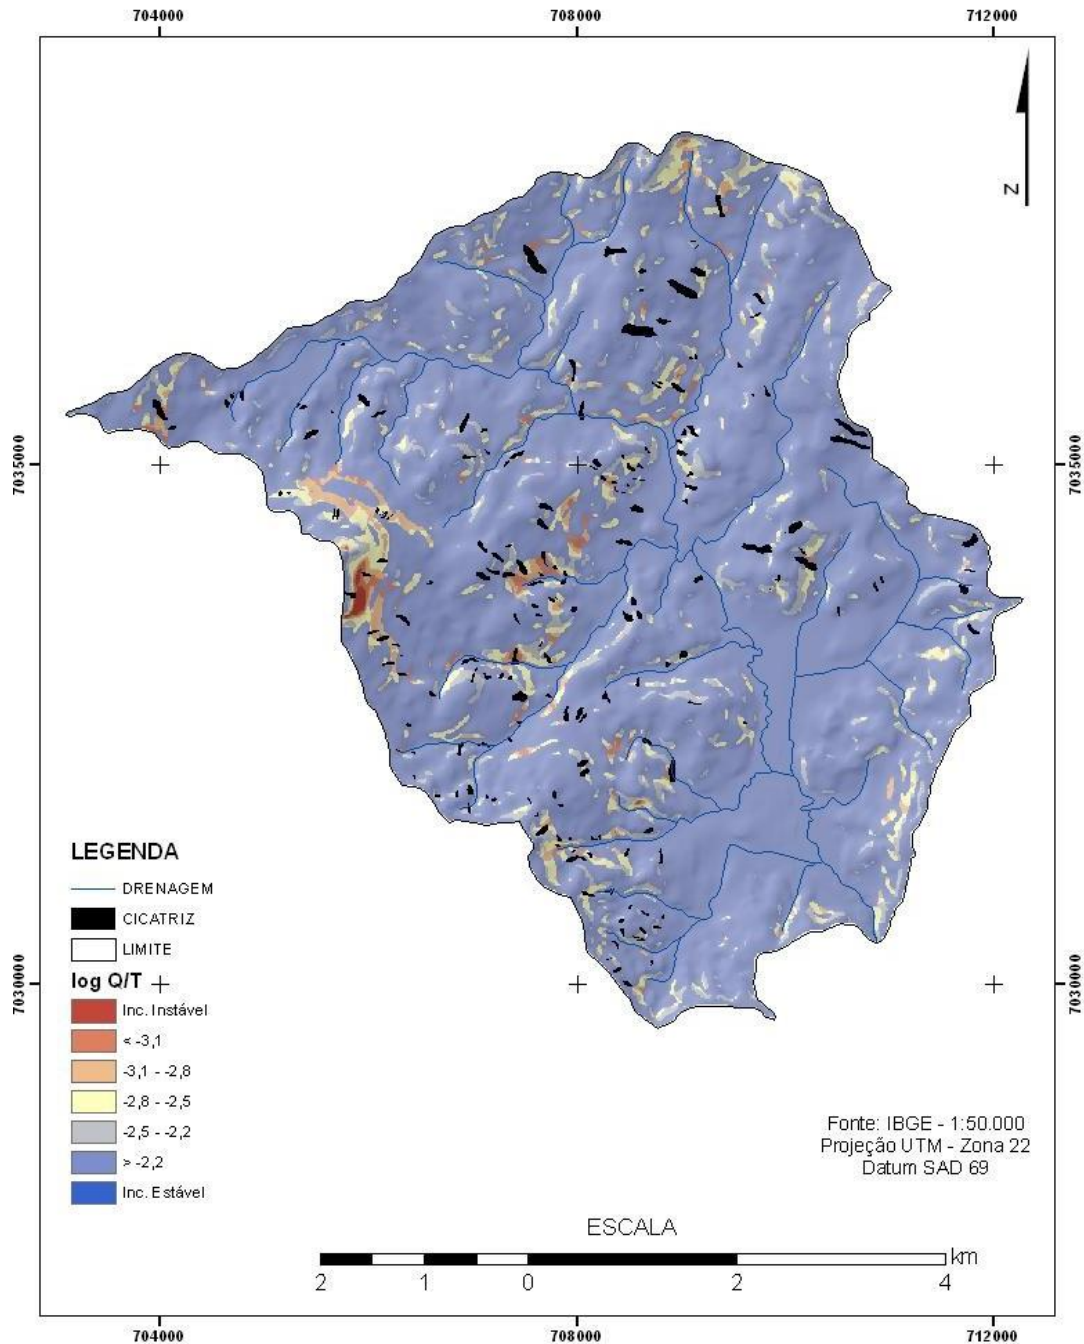 704000 708000 712000
N
7035000 7035000
LEGENDA
DRENAGEM
CICATRIZ
LIMITE
log Q/T
7030000 7030000
Inc. Instável
< -3,1
-3,1 - -2,8
-2,8 - -2,5
-2,5 - -2,2
> -2,2
Inc. Estável
Fonte: IBGE - 1:50.000
Projeção UTM - Zona 22
Datum SAD 69
ESCALA
km
2 1 0 2 4
704000 708000 712000